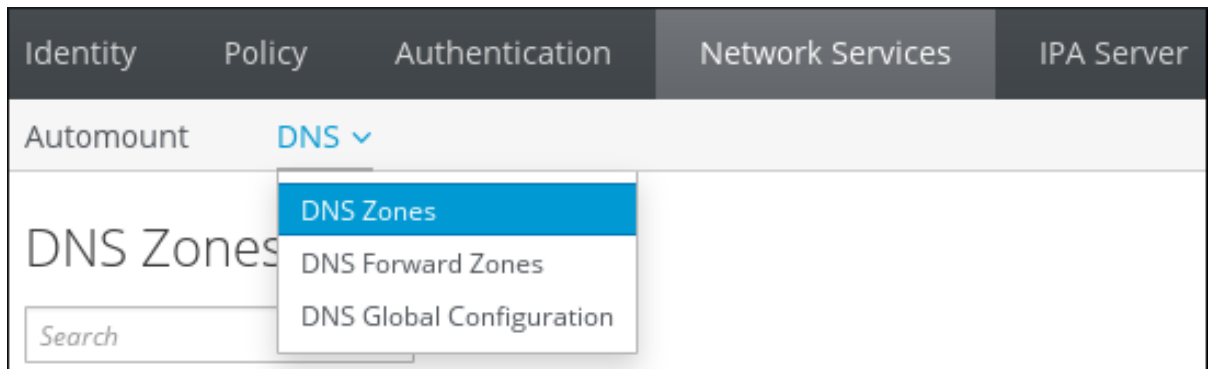 Identity Policy Authentication Network Services IPA Server
Automount DNS
DNS Zones
DNS Zones
DNS Forward Zones
DNS Global Configuration
Search